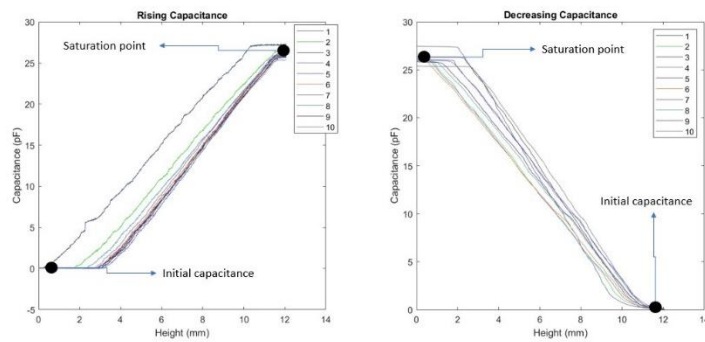 Rising Capacitance
30
25
20
15
10
5
0
-5
Capacitance (pF)
0 2 4 6 8 10 12 14
Height (mm)
Saturation point
Initial capacitance
1
2
3
4
5
6
7
8
9
10
Decreasing Capacitance
30
25
20
15
10
5
0
Capacitance (pF)
0 2 4 6 8 10 12 14
Height (mm)
Saturation point
Initial capacitance
1
2
3
4
5
6
7
8
9
10